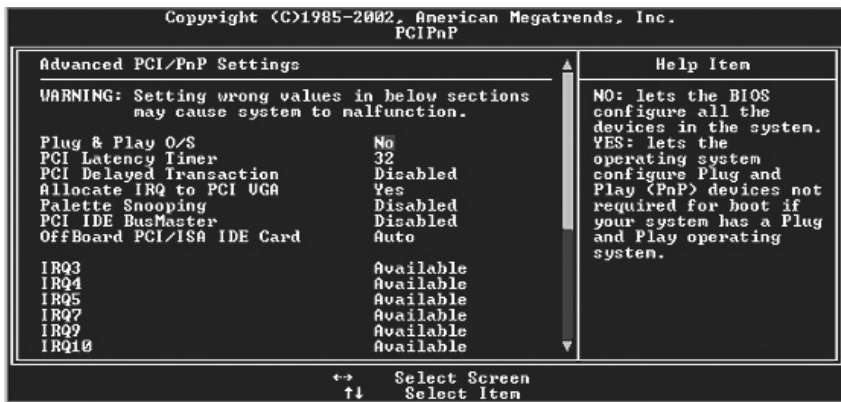 Copyright (C)1985-2002, American Megatrends, Inc.
PCIPnP
Advanced PCI/PnP Settings
WARNING: Setting wrong values in below sections
may cause system to malfunction.
Plug & Play O/S No
PCI Latency Timer 32
PCI Delayed Transaction Disabled
Allocate IRQ to PCI VGA Yes
Palette Snooping Disabled
PCI IDE BusMaster Disabled
OffBoard PCI/ISA IDE Card Auto
IRQ3 Available
IRQ4 Available
IRQ5 Available
IRQ7 Available
IRQ9 Available
IRQ10 Available
Help Item
NO: lets the BIOS
configure all the
devices in the system.
YES: lets the
operating system
configure Plug and
Play (PnP) devices not
required for boot if
your system has a Plug
and Play operating
system.
↔ Select Screen
↑↓ Select Item